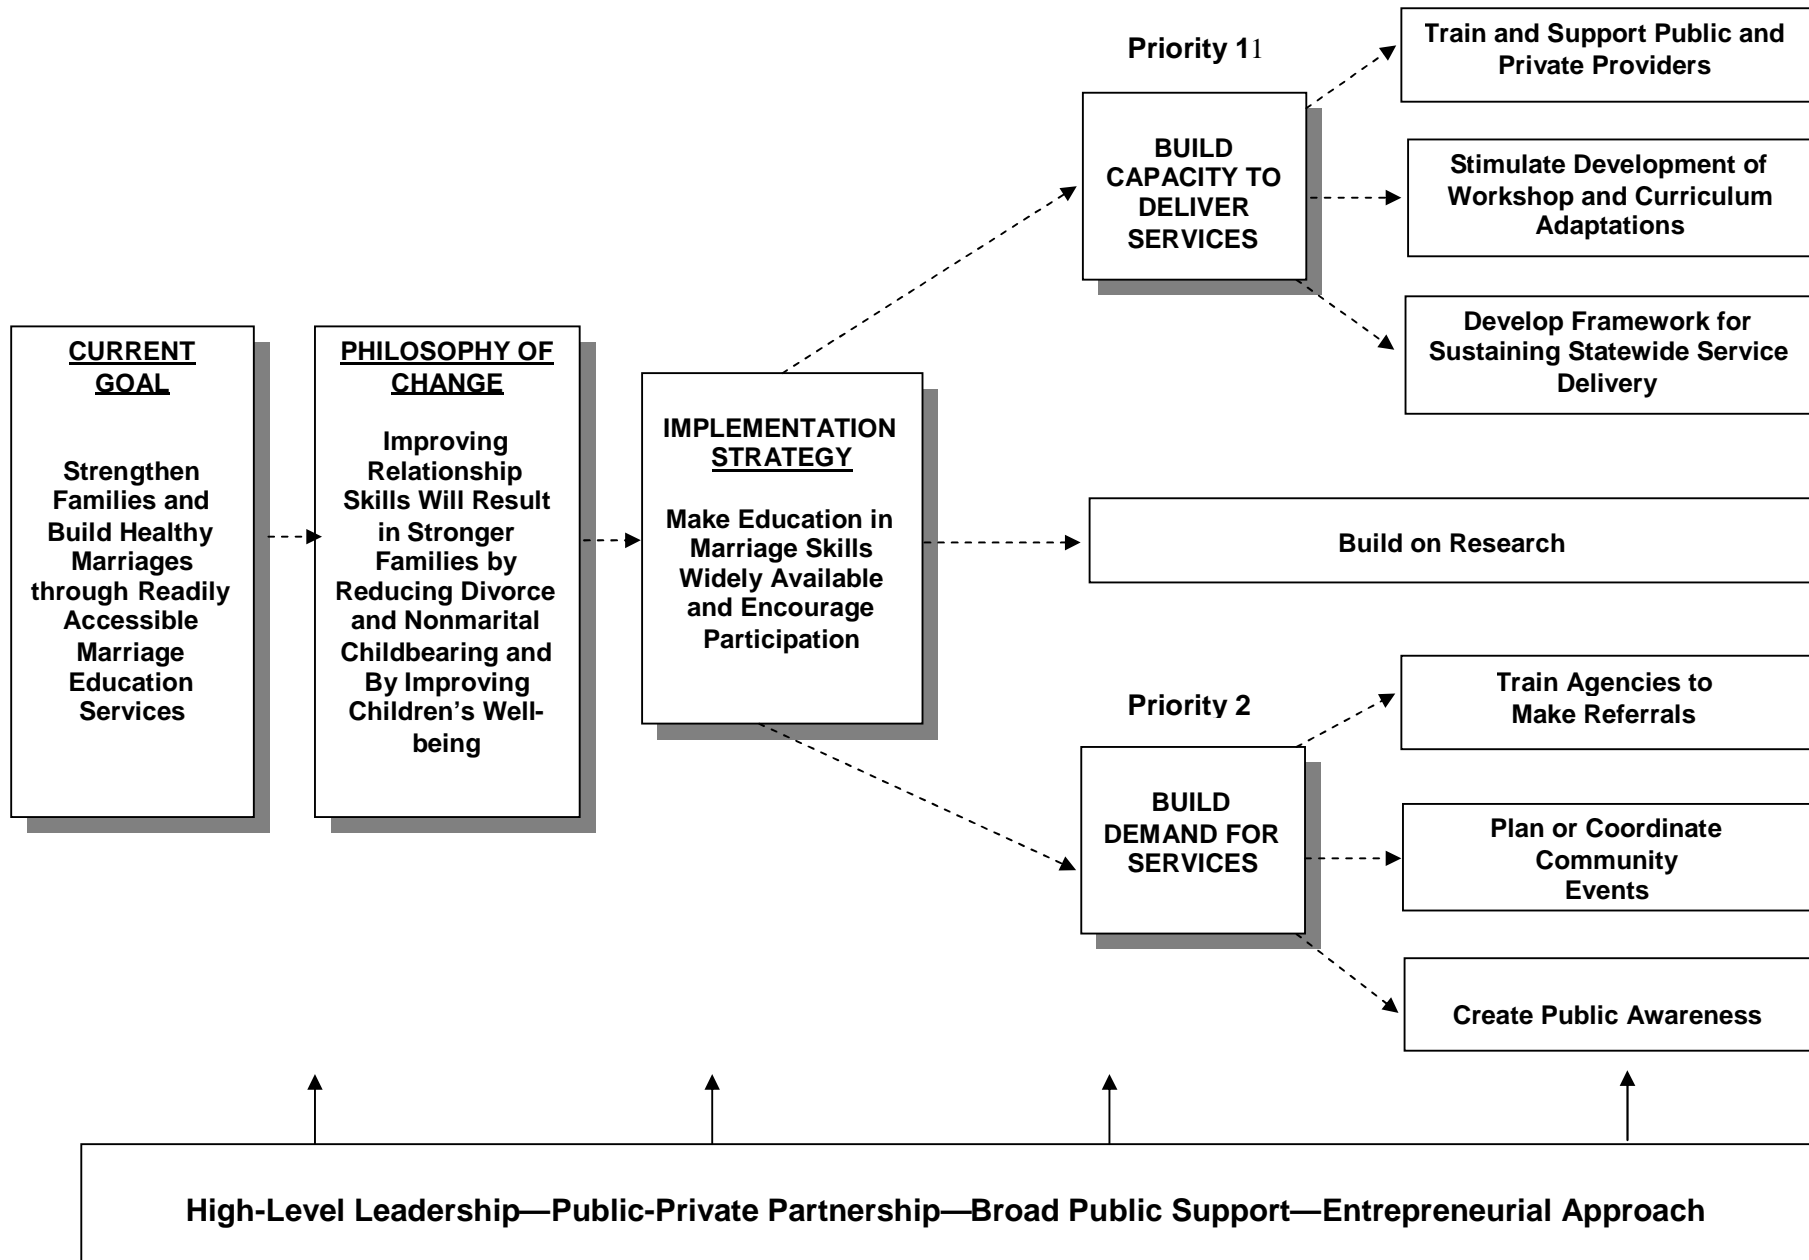 CURRENT
GOAL
Strengthen
Families and
Build Healthy
Marriages
through Readily
Accessible
Marriage
Education
Services
PHILOSOPHY OF
CHANGE
Improving
Relationship
Skills Will Result
in Stronger
Families by
Reducing Divorce
and Nonmarital
Childbearing and
By Improving
Children’s Well-
being
IMPLEMENTATION
STRATEGY
Make Education in
Marriage Skills
Widely Available
and Encourage
Participation
Priority 11
BUILD
CAPACITY TO
DELIVER
SERVICES
Train and Support Public and
Private Providers
Stimulate Development of
Workshop and Curriculum
Adaptations
Develop Framework for
Sustaining Statewide Service
Delivery
Build on Research
Priority 2
BUILD
DEMAND FOR
SERVICES
Train Agencies to
Make Referrals
Plan or Coordinate
Community
Events
Create Public Awareness
High-Level Leadership—Public-Private Partnership—Broad Public Support—Entrepreneurial Approach